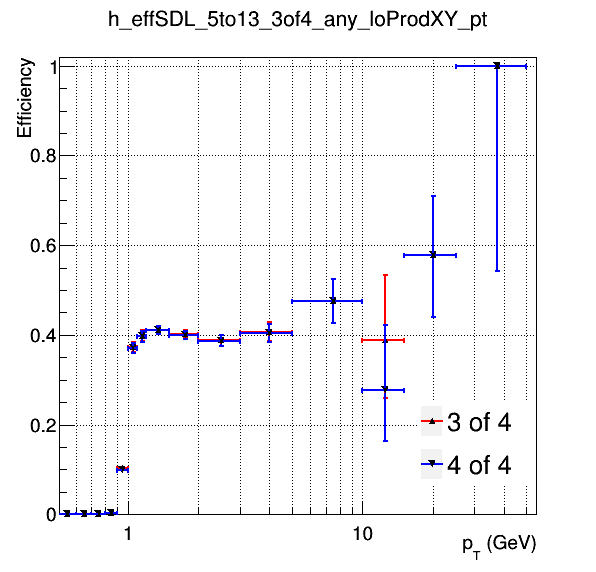 h_effSDL_5to13_3of4_any_loProdXY_pt
Efficiency
1
0.8
0.6
0.4
0.2
0
3 of 4
4 of 4
1
10
p_T (GeV)